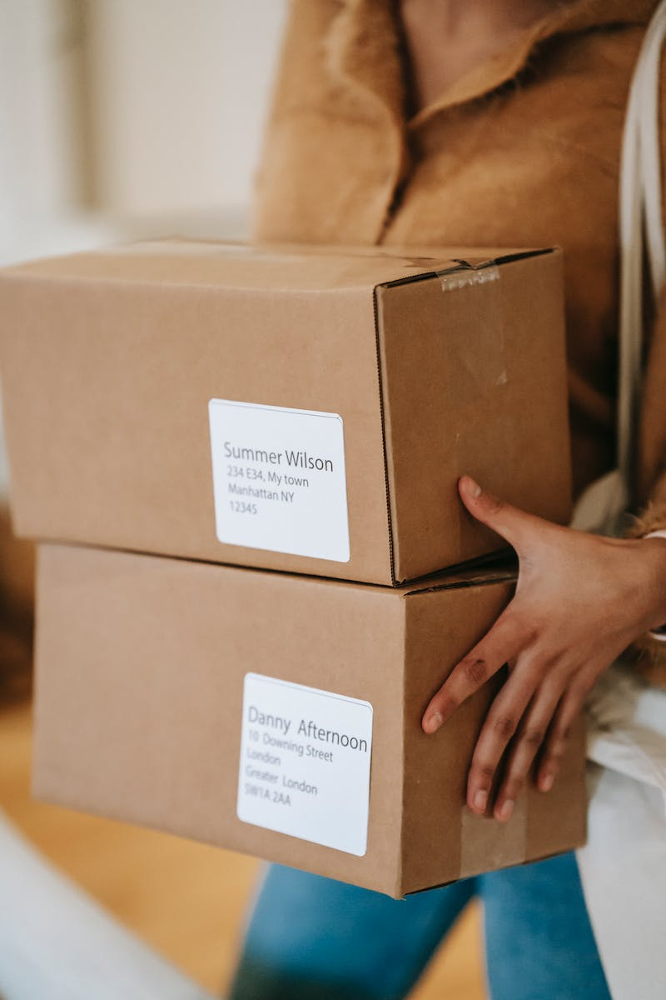 Summer Wilson
234 E34, My town
Manhattan NY
12345
Danny Afternoon
10 Downing Street
London
Greater London
SW1A 2AA